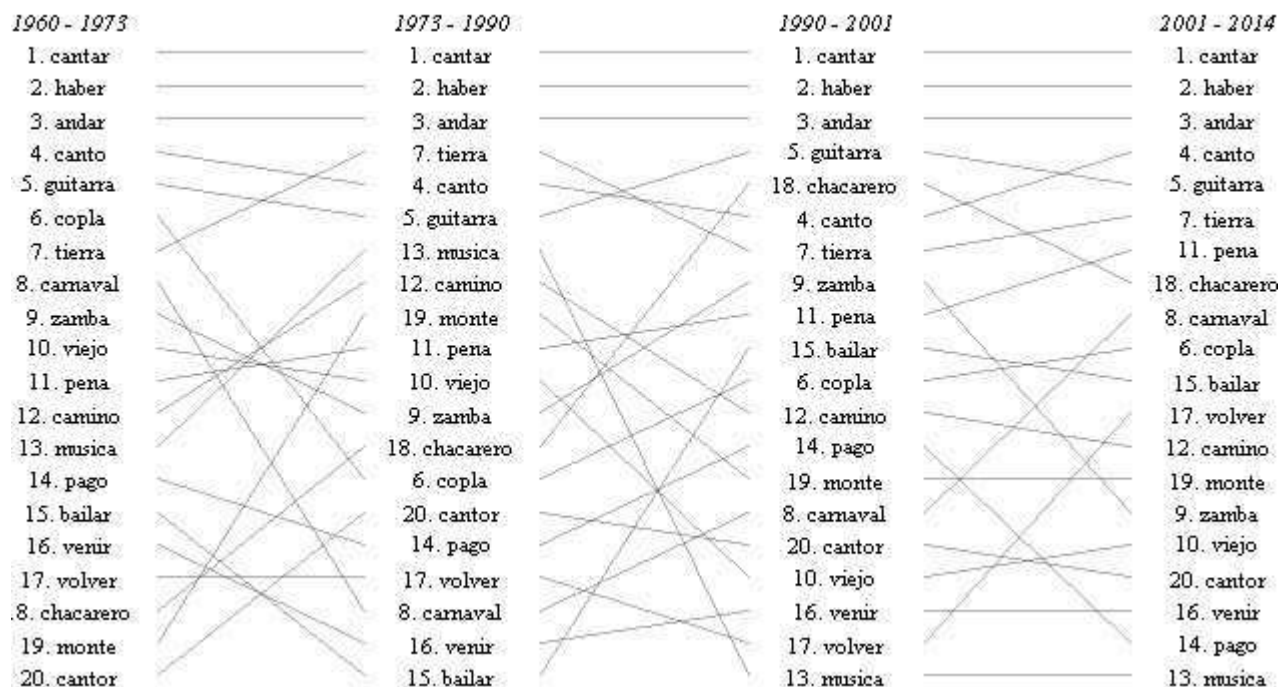 1960 - 1973 1973 - 1990 1990 - 2001 2001 - 2014
1. cantar 1. cantar 1. cantar 1. cantar
2. haber 2. haber 2. haber 2. haber
3. andar 3. andar 3. andar 3. andar
4. canto 7. tierra 5. guitarra 4. canto
5. guitarra 4. canto 18. chacarero 5. guitarra
6. copla 5. guitarra 4. canto 7. tierra
7. tierra 13. musica 7. tierra 11. pena
8. carnaval 12. camino 9. zamba 18. chacarero
9. zamba 19. monte 11. pena 8. carnaval
10. viejo 11. pena 15. bailar 6. copla
11. pena 10. viejo 6. copla 15. bailar
12. camino 9. zamba 12. camino 17. volver
13. musica 18. chacarero 14. pago 12. camino
14. pago 6. copla 19. monte 19. monte
15. bailar 20. cantor 8. carnaval 9. zamba
16. venir 14. pago 20. cantor 10. viejo
17. volver 17. volver 10. viejo 20. cantor
8. chacarero 8. carnaval 16. venir 16. venir
19. monte 16. venir 17. volver 14. pago
20. cantor 15. bailar 13. musica 13. musica